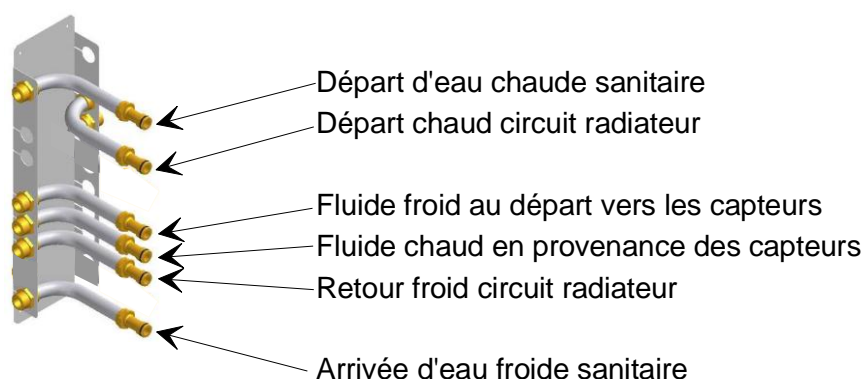 Départ d'eau chaude sanitaire
Départ chaud circuit radiateur
Fluide froid au départ vers les capteurs
Fluide chaud en provenance des capteurs
Retour froid circuit radiateur
Arrivée d'eau froide sanitaire